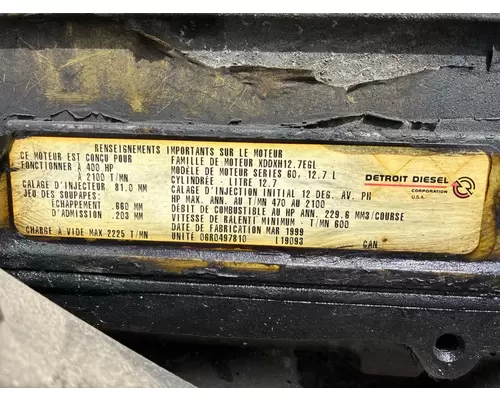 RENSEIGNEMENTS IMPORTANTS SUR LE MOTEUR
CE MOTEUR EST CONÇU POUR
FONCTIONNER À 400 HP
À 2100 T/MN
CALAGE D'INJECTEUR. 81.0 MM
JEU DES SOUPAPES:
ECHAPPEMENT. .660 MM
D'ADMISSION. .203 MM
CHARGE À VIDE MAX 2225 T/MN
FAMILLE DE MOTEUR XDDXH12.7EGL
MODÈLE DE MOTEUR SERIES 60, 12.7 L
CYLINDRÉE - LITRE 12.7
CALAGE D'INJECTION INITIAL 12 DEG. AV. PH
HP MAX. ANN. AU T/MN 470 AU 2100
DÉBIT DE COMBUSTIBLE AU HP ANN. 229.6 MM3/COURSE
VITESSE DE RALENTI MINIMUM - T/MN 600
DATE DE FABRICATION MAR 1999
UNITÉ 06R0497810 I19093 CAN
DETROIT DIESEL
CORPORATION
U.S.A.